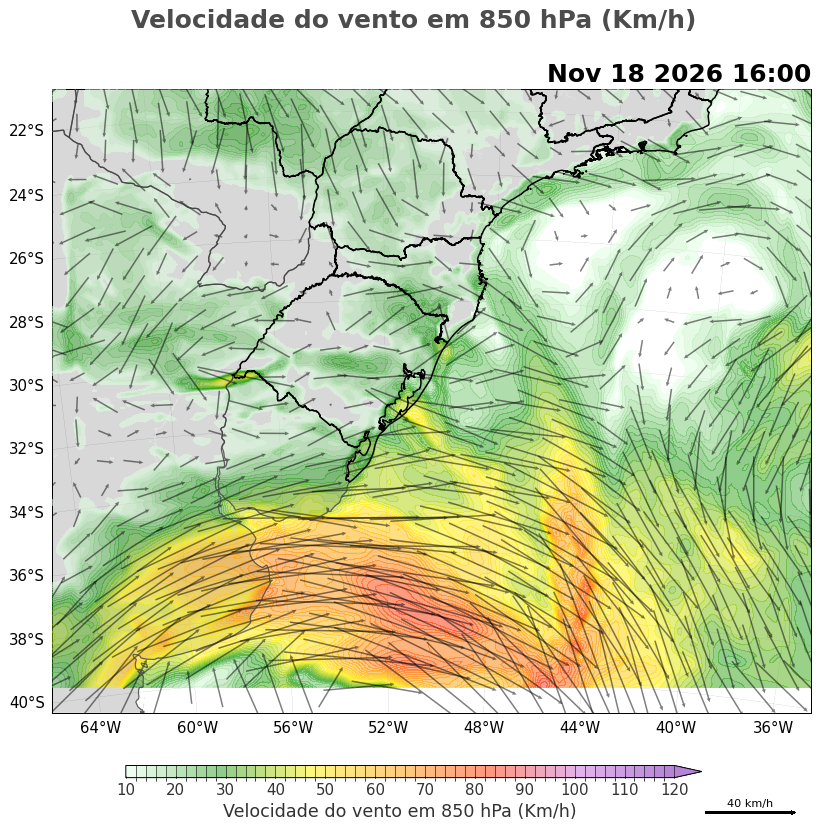 Velocidade do vento em 850 hPa (Km/h)
Nov 18 2026 16:00
22°S
24°S
26°S
28°S
30°S
32°S
34°S
36°S
38°S
40°S
64°W 60°W 56°W 52°W 48°W 44°W 40°W 36°W
10 20 30 40 50 60 70 80 90 100 110 120
Velocidade do vento em 850 hPa (Km/h)
40 km/h